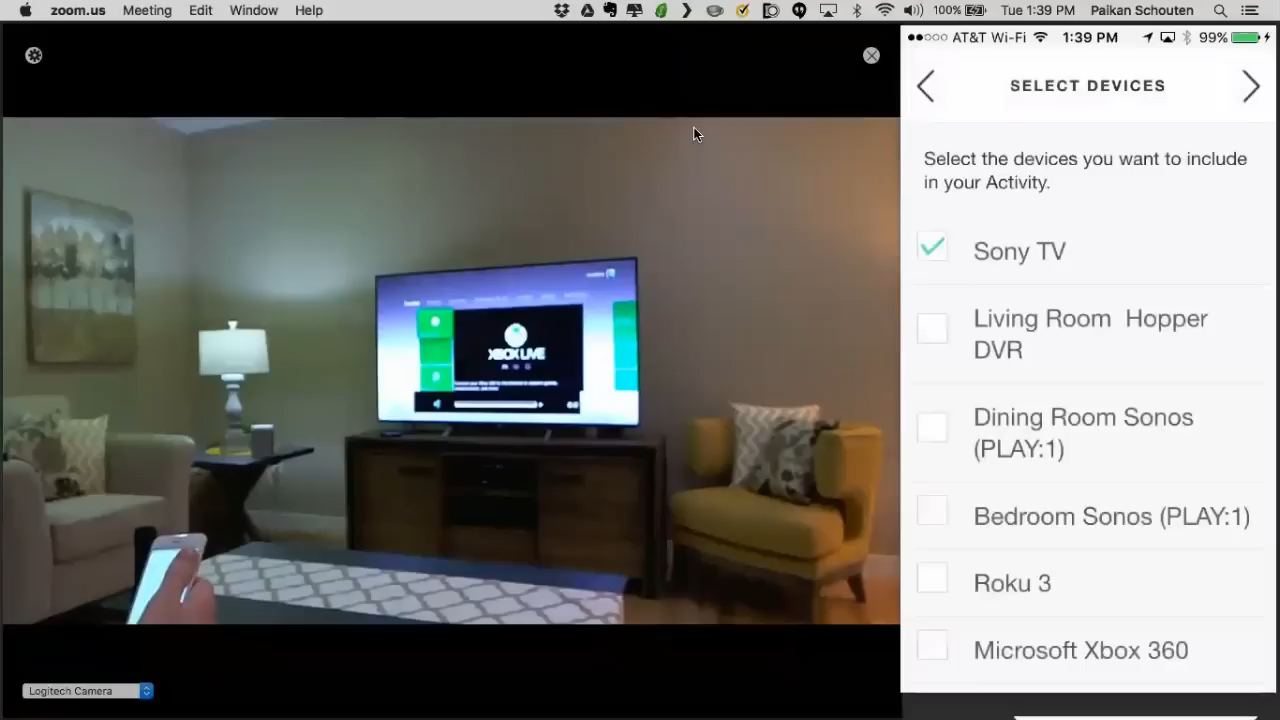 zoom.us Meeting Edit Window Help 100% Tue 1:39 PM Paikan Schouten
AT&T Wi-Fi 1:39 PM 99%
SELECT DEVICES
Select the devices you want to include
in your Activity.
Sony TV
Living Room Hopper
DVR
Dining Room Sonos
(PLAY:1)
Bedroom Sonos (PLAY:1)
Roku 3
Microsoft Xbox 360
XBOX LIVE
Logitech Camera